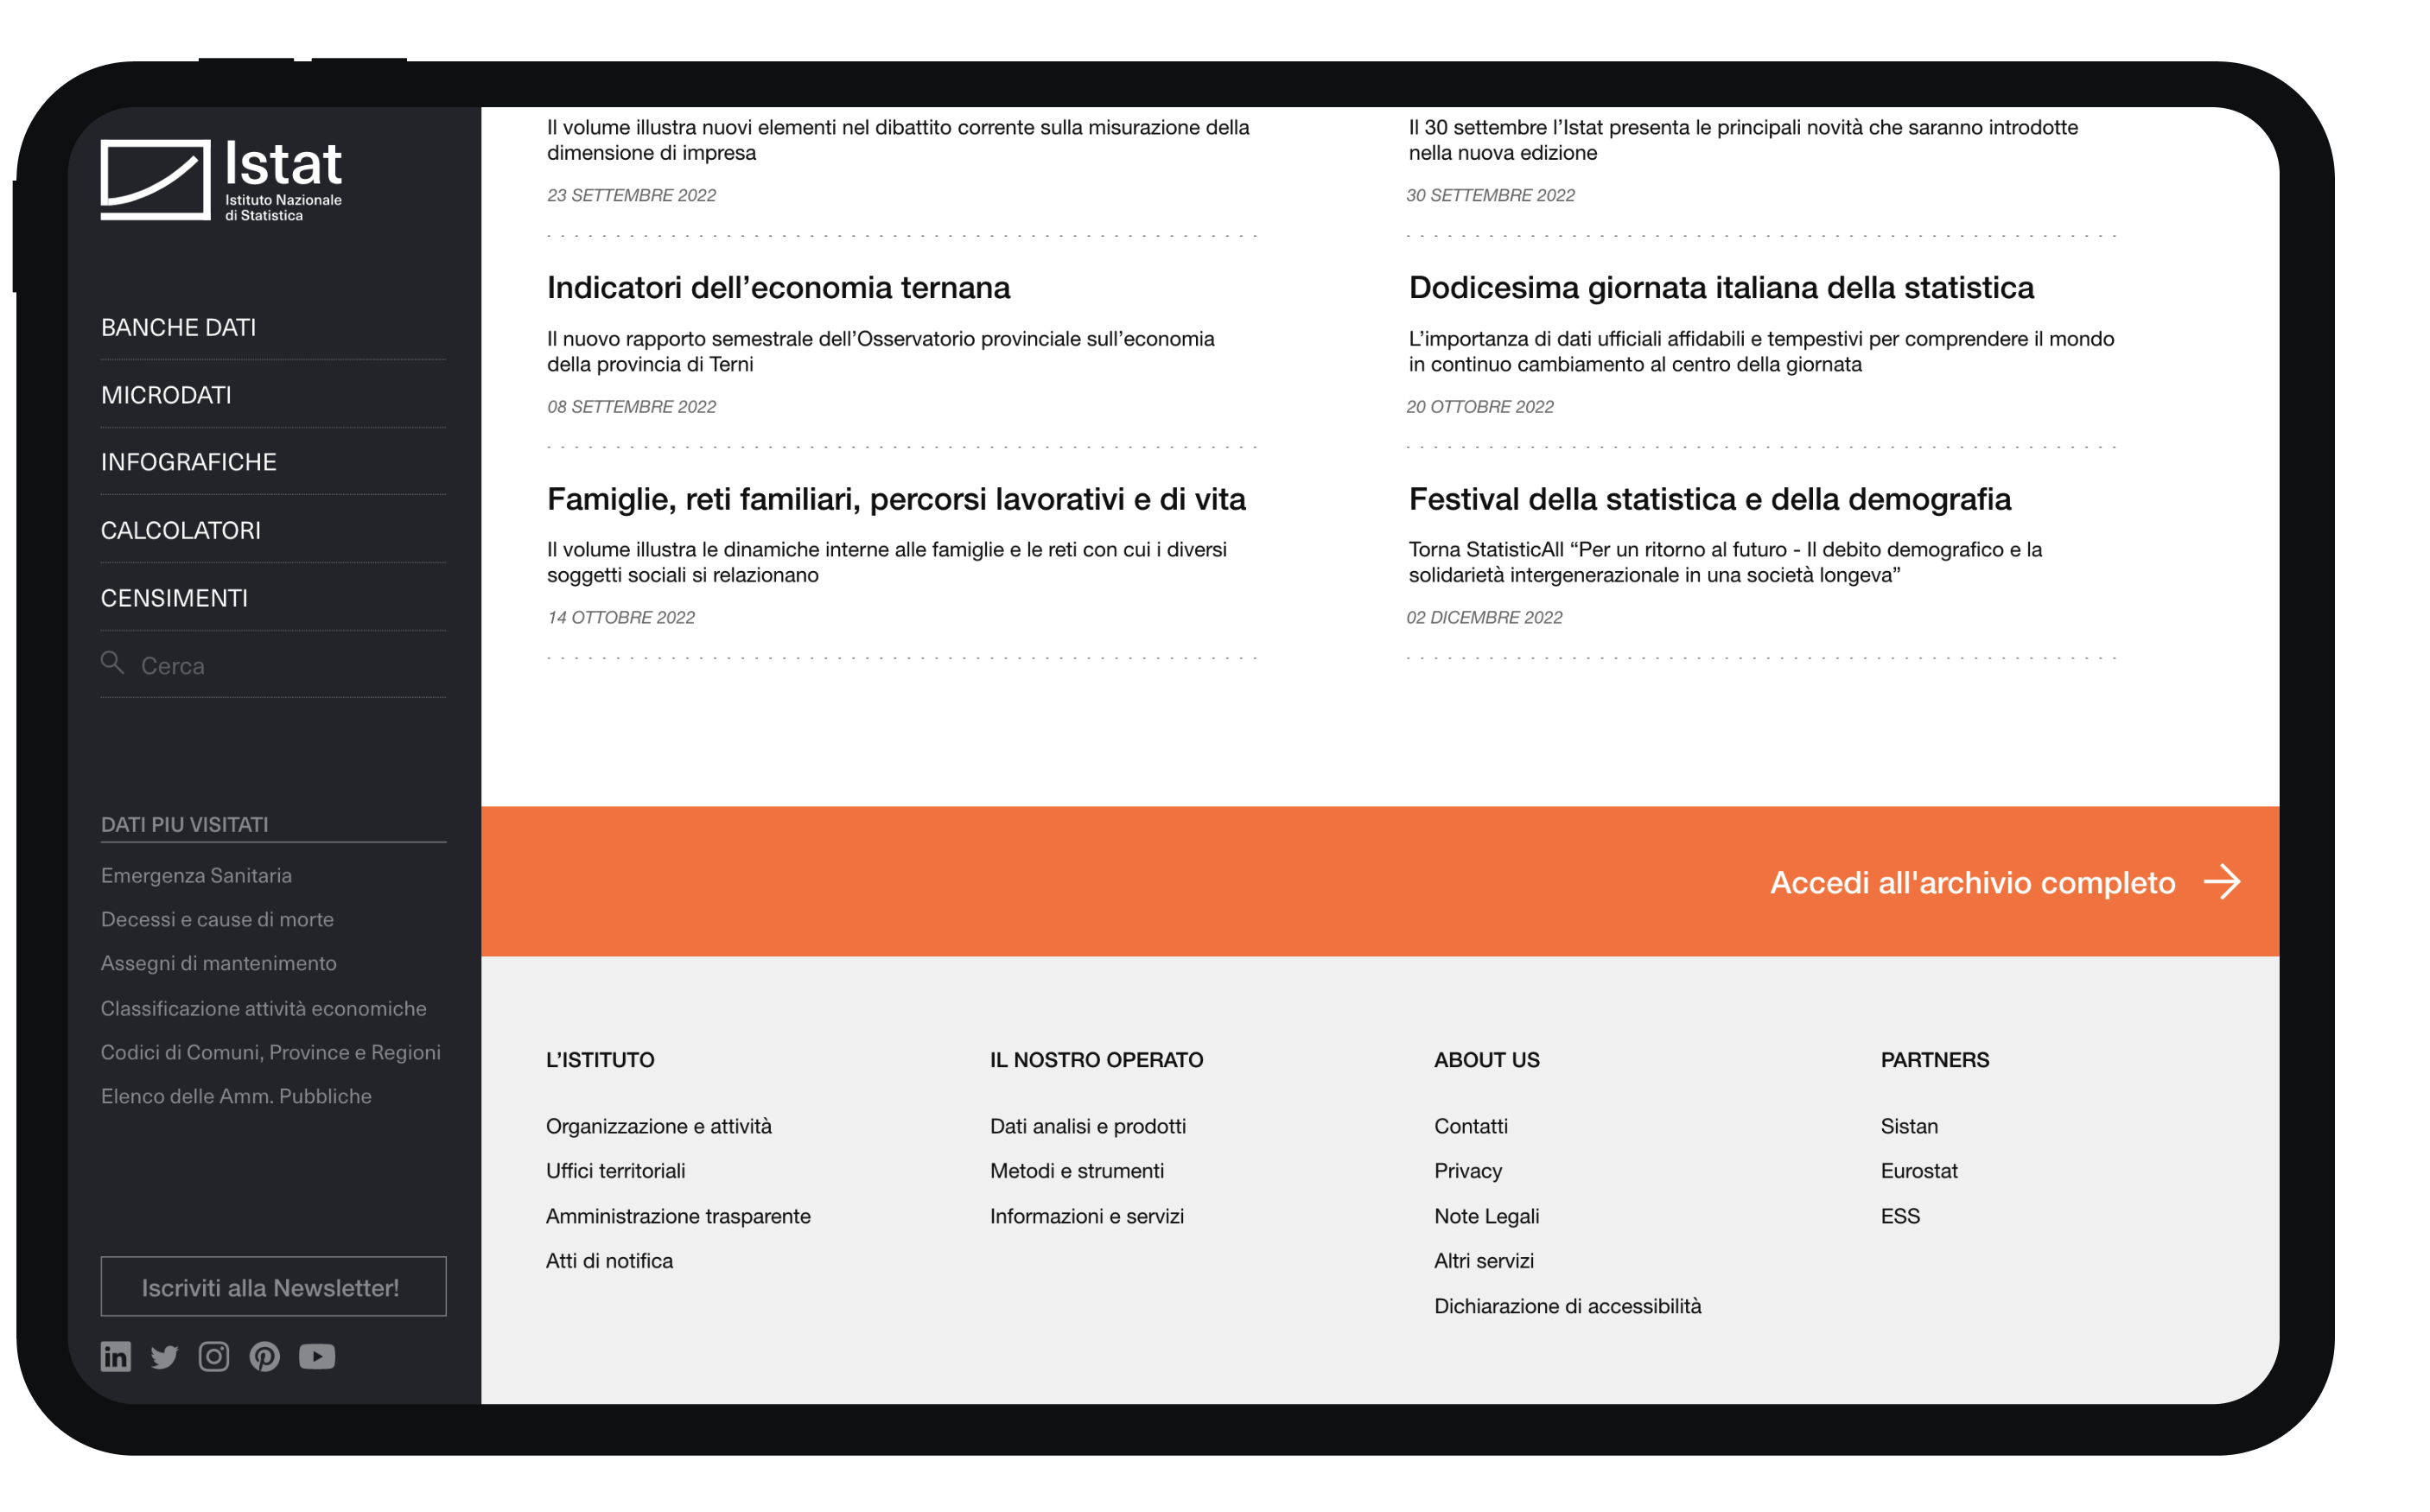 Istat
Istituto Nazionale
di Statistica
BANCHE DATI
MICRODATI
INFOGRAFICHE
CALCOLATORI
CENSIMENTI
Cerca
DATI PIU VISITATI
Emergenza Sanitaria
Decessi e cause di morte
Assegni di mantenimento
Classificazione attività economiche
Codici di Comuni, Province e Regioni
Elenco delle Amm. Pubbliche
Iscriviti alla Newsletter!
Il volume illustra nuovi elementi nel dibattito corrente sulla misurazione della
dimensione di impresa
23 SETTEMBRE 2022
Indicatori dell’economia ternana
Il nuovo rapporto semestrale dell’Osservatorio provinciale sull’economia
della provincia di Terni
08 SETTEMBRE 2022
Famiglie, reti familiari, percorsi lavorativi e di vita
Il volume illustra le dinamiche interne alle famiglie e le reti con cui i diversi
soggetti sociali si relazionano
14 OTTOBRE 2022
Il 30 settembre l’Istat presenta le principali novità che saranno introdotte
nella nuova edizione
30 SETTEMBRE 2022
Dodicesima giornata italiana della statistica
L’importanza di dati ufficiali affidabili e tempestivi per comprendere il mondo
in continuo cambiamento al centro della giornata
20 OTTOBRE 2022
Festival della statistica e della demografia
Torna StatisticAll “Per un ritorno al futuro - Il debito demografico e la
solidarietà intergenerazionale in una società longeva”
02 DICEMBRE 2022
Accedi all'archivio completo
L’ISTITUTO
Organizzazione e attività
Uffici territoriali
Amministrazione trasparente
Atti di notifica
IL NOSTRO OPERATO
Dati analisi e prodotti
Metodi e strumenti
Informazioni e servizi
ABOUT US
Contatti
Privacy
Note Legali
Altri servizi
Dichiarazione di accessibilità
PARTNERS
Sistan
Eurostat
ESS